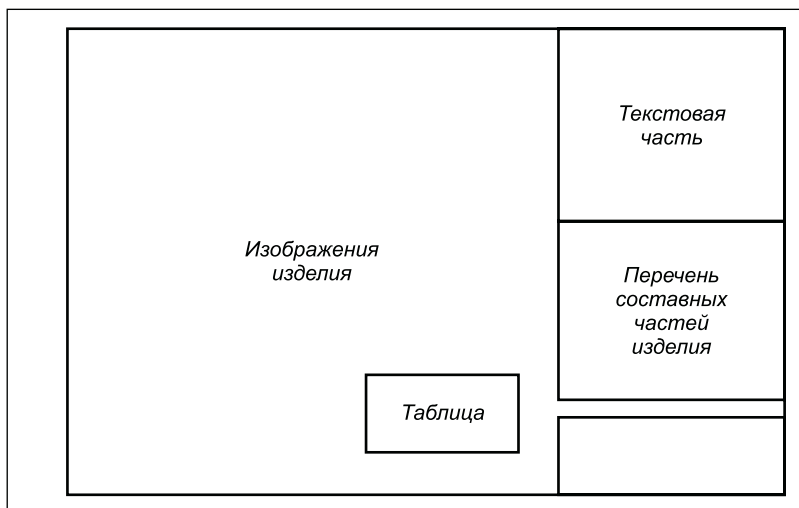 Текстовая
часть
Изображения
изделия
Перечень
составных
частей
изделия
Таблица